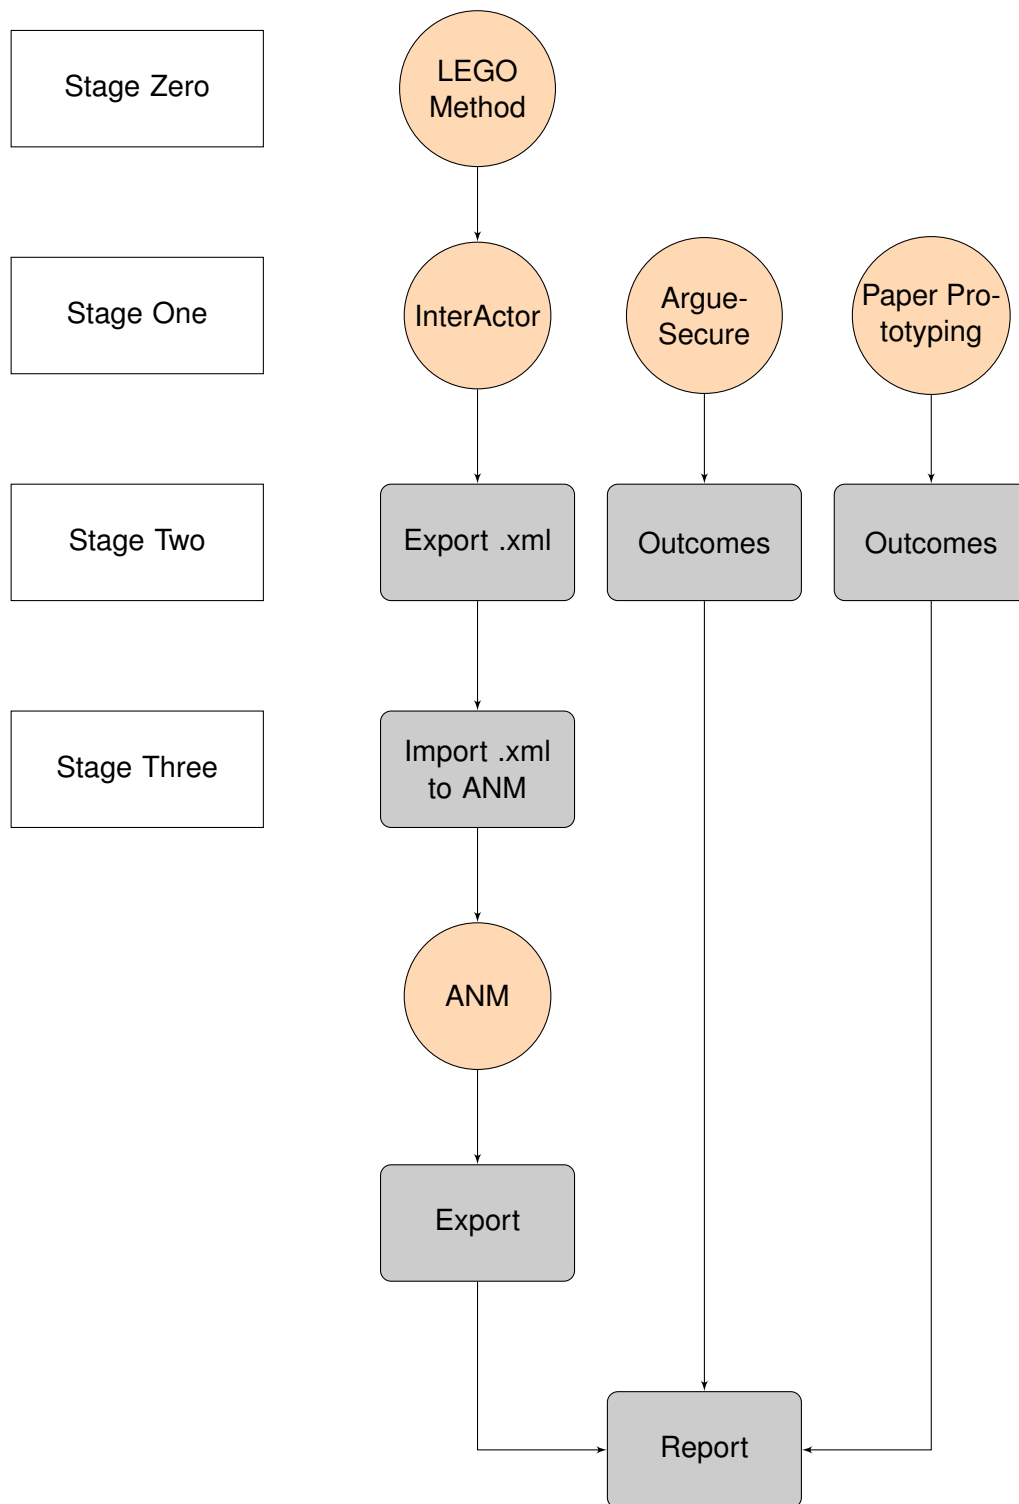 Stage Zero
LEGO
Method
Stage One
InterActor
Argue-
Secure
Paper Pro-
totyping
Stage Two
Export .xml
Outcomes
Outcomes
Stage Three
Import .xml
to ANM
ANM
Export
Report